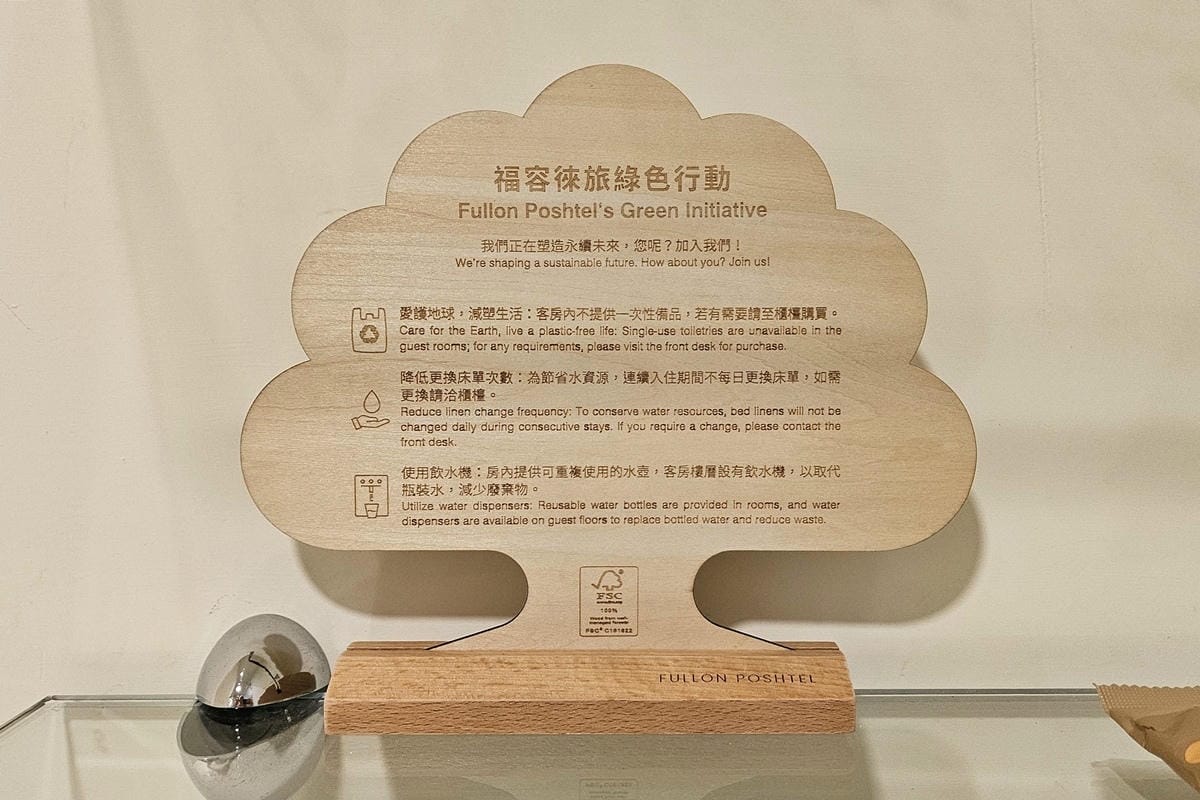 福容徠旅綠色行動
Fullon Poshtel's Green Initiative
我們正在塑造永續未來，您呢？加入我們！
We're shaping a sustainable future. How about you? Join us!
愛護地球，減塑生活：客房內不提供一次性備品，若有需要請至櫃檯購買。
Care for the Earth, live a plastic-free life: Single-use toiletries are unavailable in the
guest rooms; for any requirements, please visit the front desk for purchase.
降低更換床單次數：為節省水資源，連續入住期間不每日更換床單，如需
更換請洽櫃檯。
Reduce linen change frequency: To conserve water resources, bed linens will not be
changed daily during consecutive stays. If you require a change, please contact the
front desk.
使用飲水機：房內提供可重複使用的水壺，客房樓層設有飲水機，以取代
瓶裝水，減少廢棄物。
Utilize water dispensers: Reusable water bottles are provided in rooms, and water
dispensers are available on guest floors to replace bottled water and reduce waste.
FSC
100%
Wood from well-
managed forests
FSC® C181822
FULLON POSHTEL